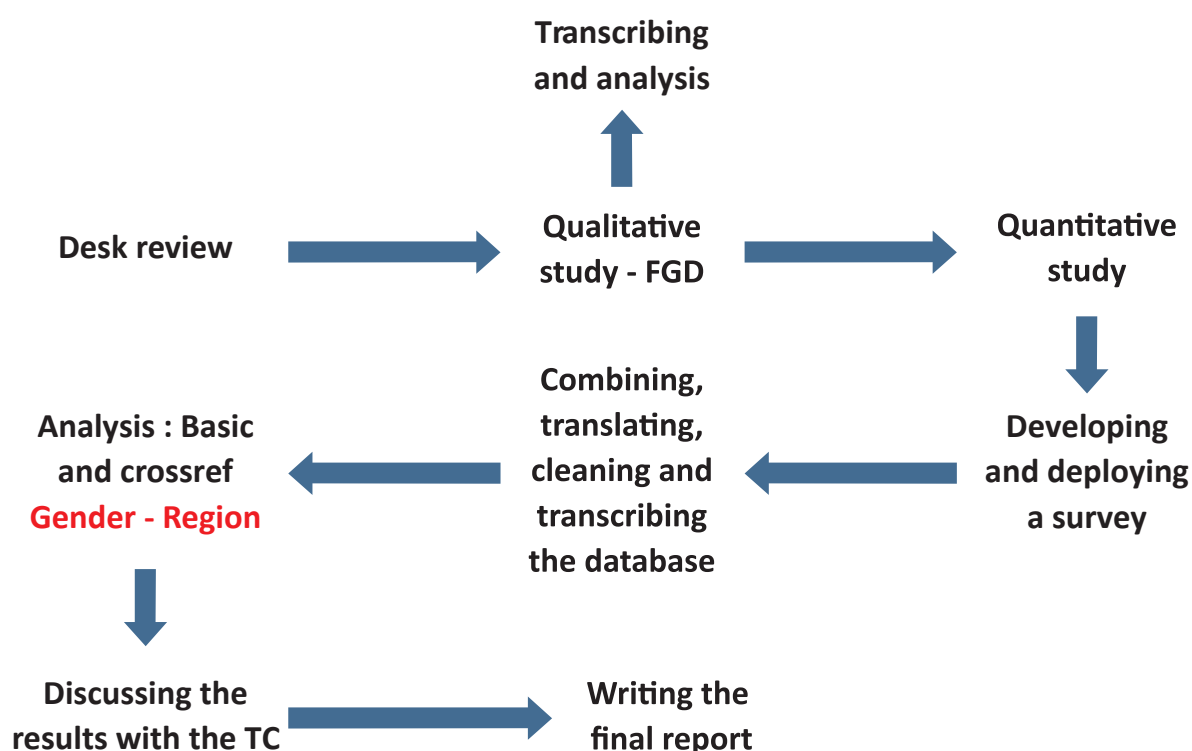 Transcribing
and analysis
Desk review
Qualitative
study - FGD
Quantitative
study
Developing
and deploying
a survey
Combining,
translating,
cleaning and
transcribing
the database
Analysis : Basic
and crossref
Gender - Region
Discussing the
results with the TC
Writing the
final report